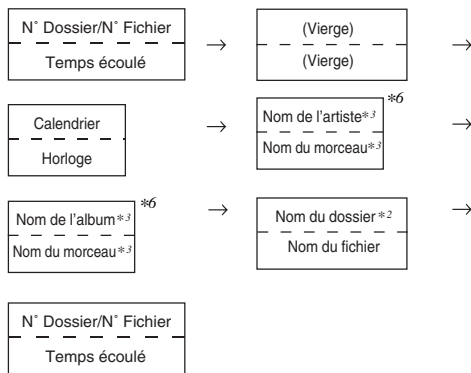 N˚ Dossier/N˚ Fichier
Temps écoulé
→
(Vierge)
(Vierge)
→
Calendrier
Horloge
→
*6
Nom de l'artiste*3
Nom du morceau*3
→
*6
Nom de l'album*3
Nom du morceau*3
→
Nom du dossier*2
Nom du fichier
→
N˚ Dossier/N˚ Fichier
Temps écoulé